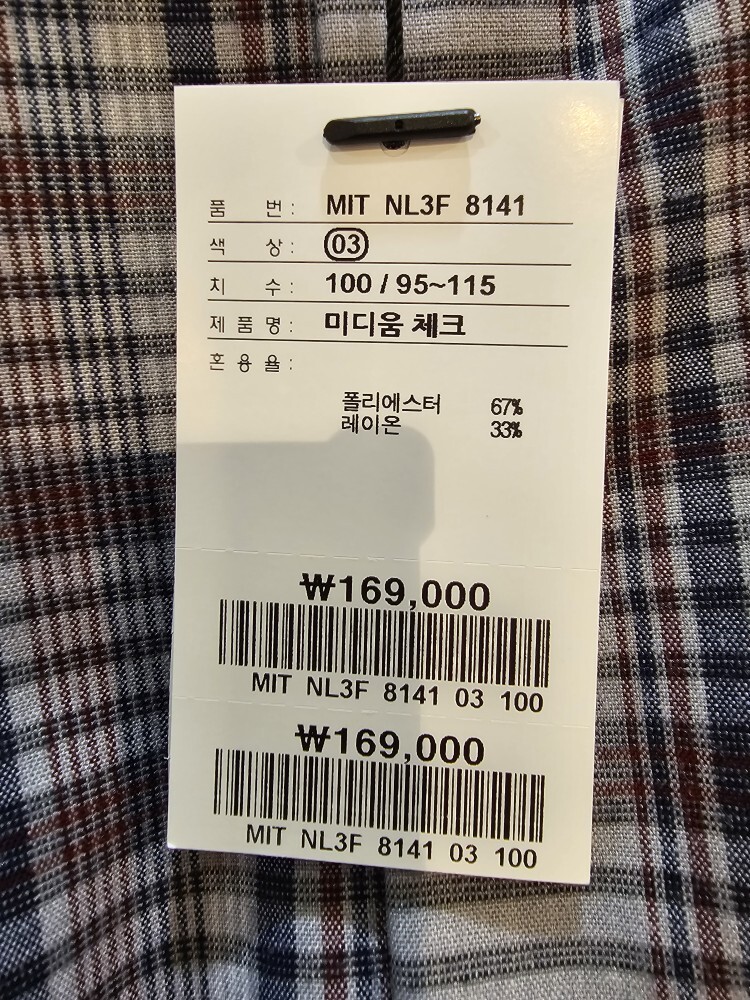 품 번 : MIT NL3F 8141
색 상 : 03
치 수 : 100 / 95~115
제 품 명 : 미디움 체크
혼 용 율 :
폴리에스터 67%
레이온 33%
₩169,000
MIT NL3F 8141 03 100
₩169,000
MIT NL3F 8141 03 100